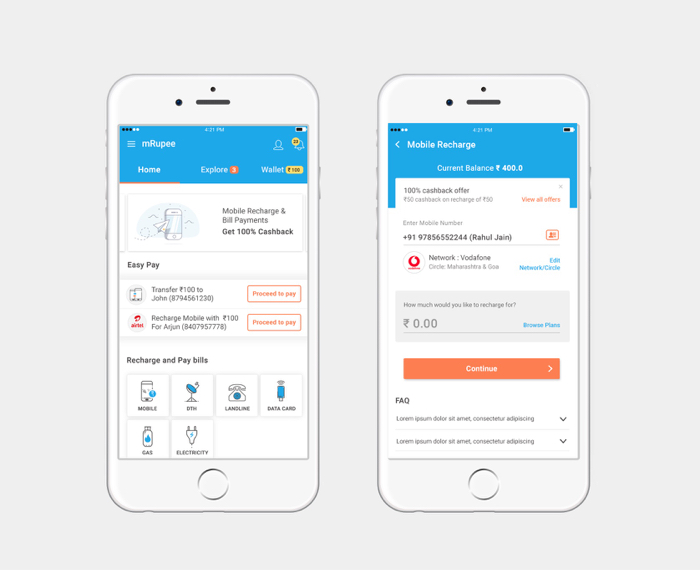 4:21 PM
mRupee
23
Home
Explore 3
Wallet ₹ 100
Mobile Recharge &
Bill Payments
Get 100% Cashback
Easy Pay
Transfer ₹100 to
John (8794561230)
Proceed to pay
airtel
Recharge Mobile with ₹100
For Arjun (8407957778)
Proceed to pay
Recharge and Pay bills
MOBILE
DTH
LANDLINE
DATA CARD
GAS
ELECTRICITY
4:21 PM
Mobile Recharge
Current Balance ₹ 400.0
100% cashback offer
₹50 cashback on recharge of ₹50
View all offers
Enter Mobile Number
+91 97856552244 (Rahul Jain)
Network : Vodafone
Circle: Maharashtra & Goa
Edit
Network/Circle
How much would you like to recharge for?
₹ 0.00
Browse Plans
Continue
FAQ
Lorem ipsum dolor sit amet, consectetur adipiscing
Lorem ipsum dolor sit amet, consectetur adipiscing